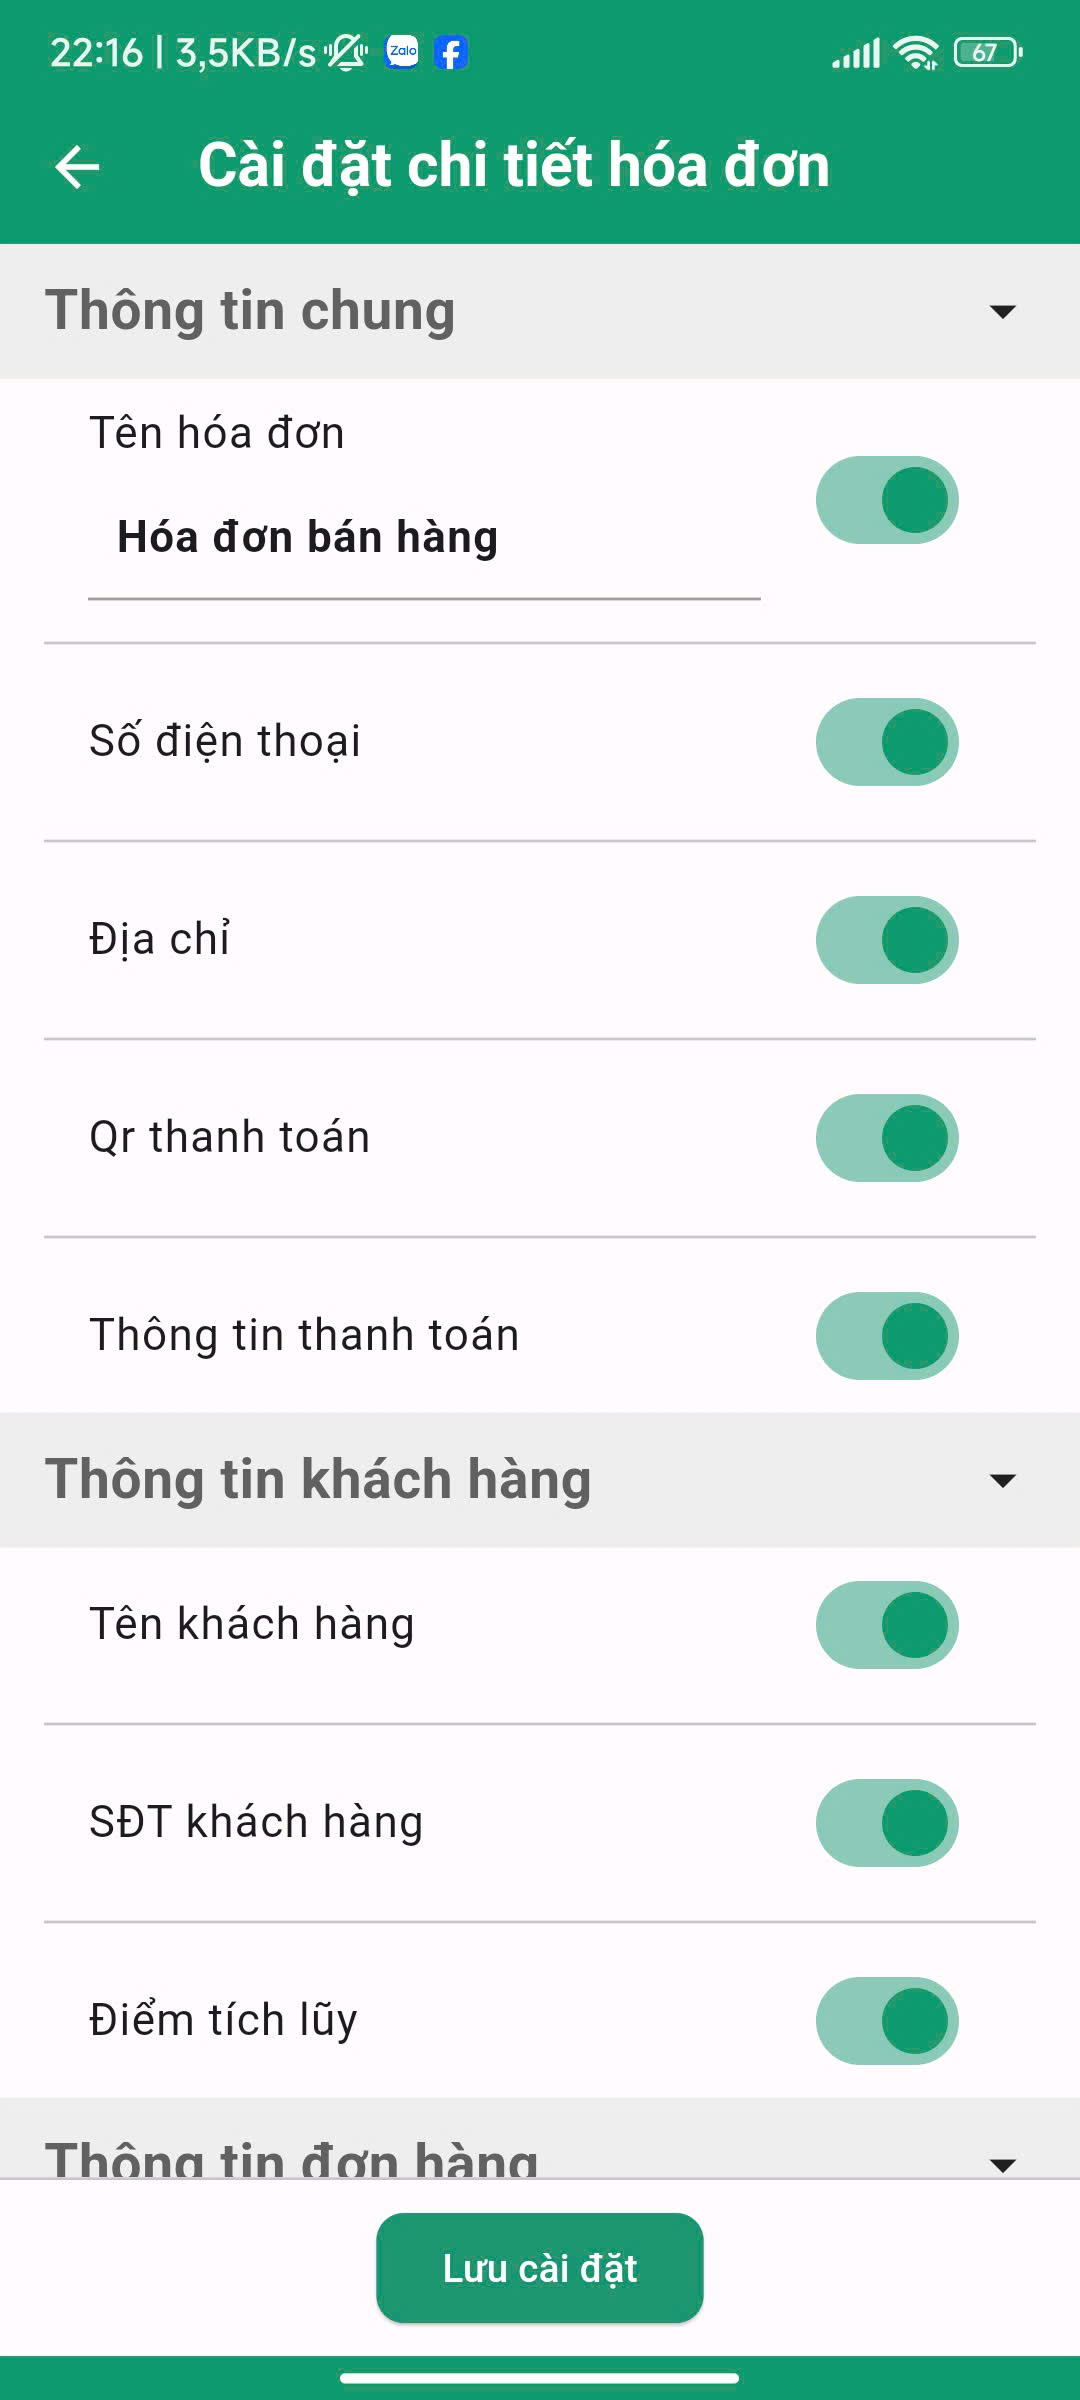 22:16 | 3,5KB/s Zalo 67
Cài đặt chi tiết hóa đơn
Thông tin chung
Tên hóa đơn
Hóa đơn bán hàng
Số điện thoại
Địa chỉ
Qr thanh toán
Thông tin thanh toán
Thông tin khách hàng
Tên khách hàng
SĐT khách hàng
Điểm tích lũy
Thông tin đơn hàng
Lưu cài đặt